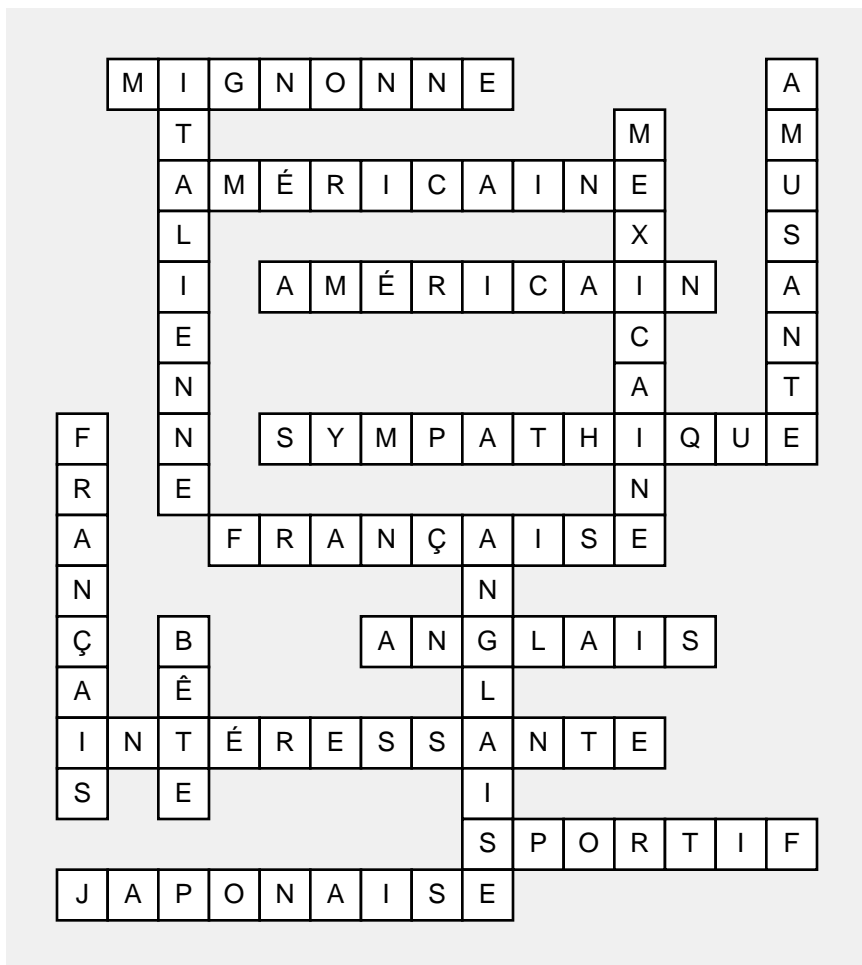 MIGNONNE
ITALIENNE
AMUSANTE
MEXICAINE
AMÉRICAINE
AMÉRICAIN
FRANÇAIS
SYMPATHIQUE
FRANÇAISE
ANGLAISE
BÊTE
ANGLAIS
INTÉRESSANTE
SPORTIF
JAPONAISE